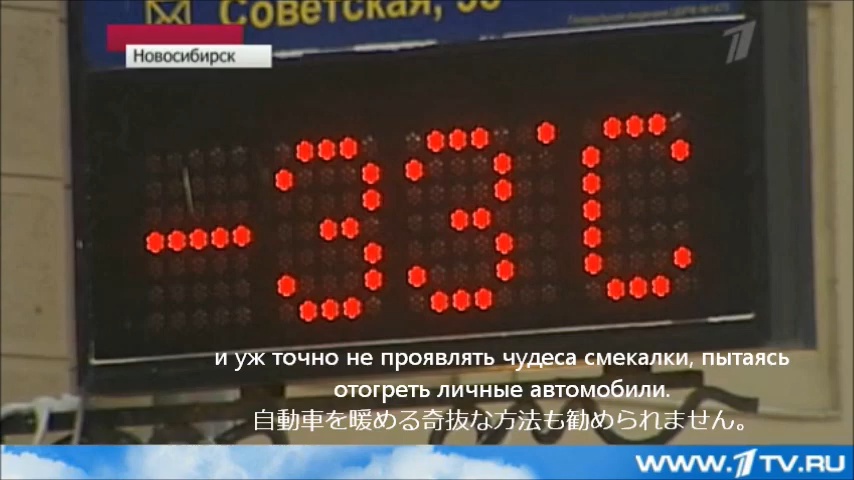 Советская, 35
Новосибирск
-33°C
и уж точно не проявлять чудеса смекалки, пытаясь
отогреть личные автомобили.
自動車を暖める奇抜な方法も勧められません。
WWW.1TV.RU